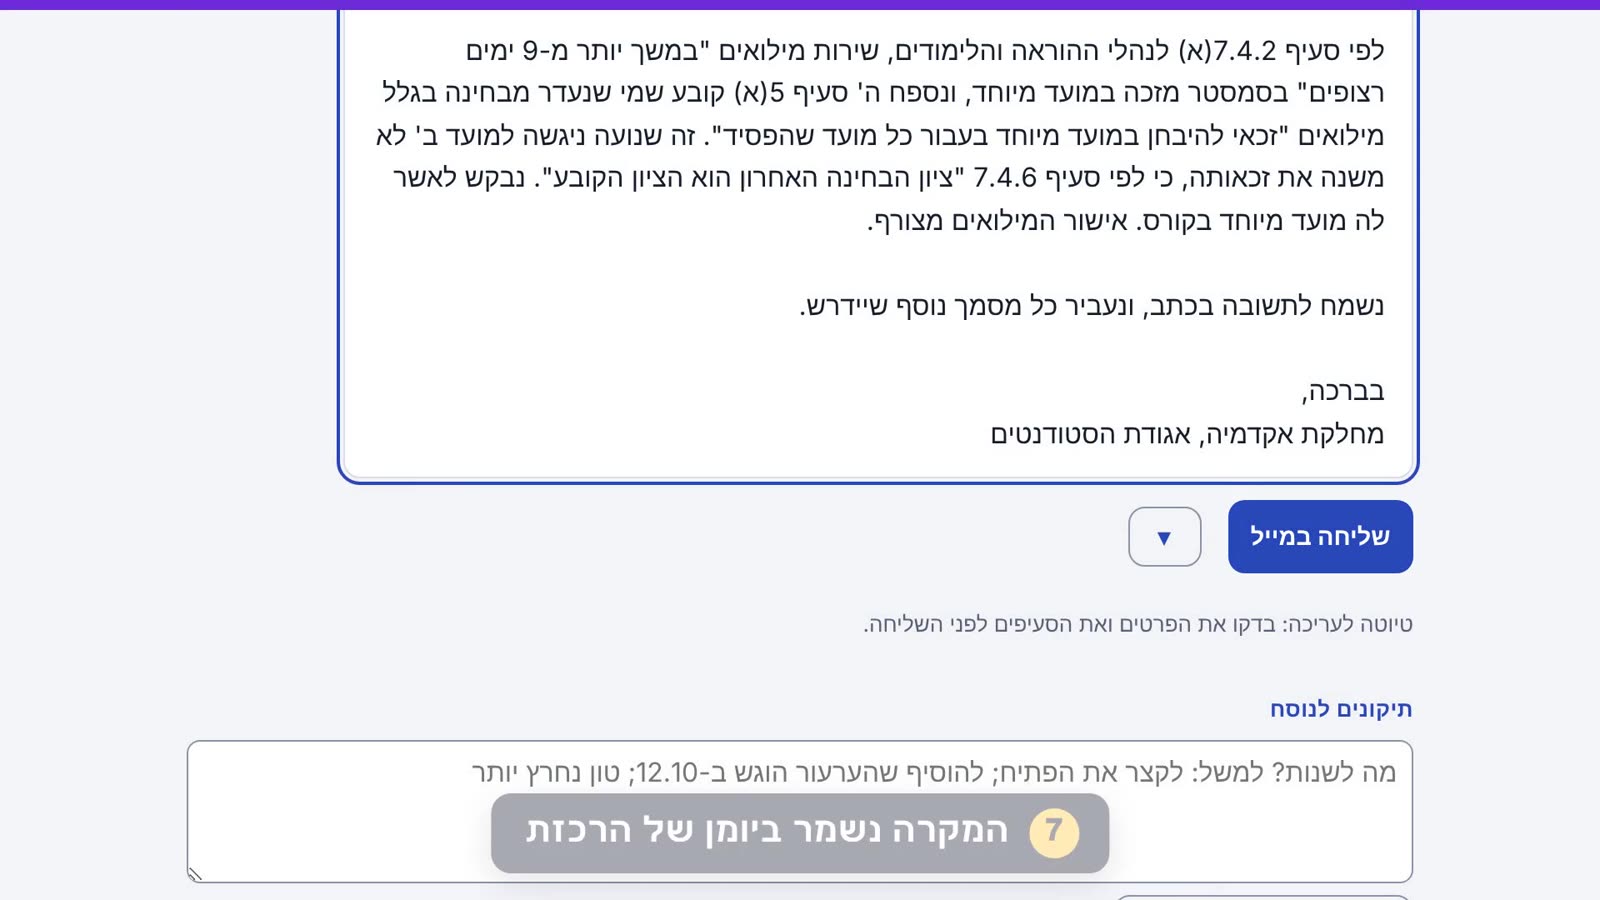 לפי סעיף 7.4.2(א) לנהלי ההוראה והלימודים, שירות מילואים "במשך יותר מ-9 ימים
רצופים" בסמסטר מזכה במועד מיוחד, ונספח ה' סעיף 5(א) קובע שמי שנעדר מבחינה בגלל
מילואים "זכאי להיבחן במועד מיוחד בעבור כל מועד שהפסיד". זה שנועה ניגשה למועד ב' לא
משנה את זכאותה, כי לפי סעיף 7.4.6 "ציון הבחינה האחרון הוא הציון הקובע". נבקש לאשר
לה מועד מיוחד בקורס. אישור המילואים מצורף.
נשמח לתשובה בכתב, ונעביר כל מסמך נוסף שיידרש.
בברכה,
מחלקת אקדמיה, אגודת הסטודנטים
שליחה במייל
▼
טיוטה לעריכה: בדקו את הפרטים ואת הסעיפים לפני השליחה.
תיקונים לנוסח
מה לשנות? למשל: לקצר את הפתיח; להוסיף שהערעור הוגש ב-12.10; טון נחרץ יותר
7 המקרה נשמר ביומן של הרכזת